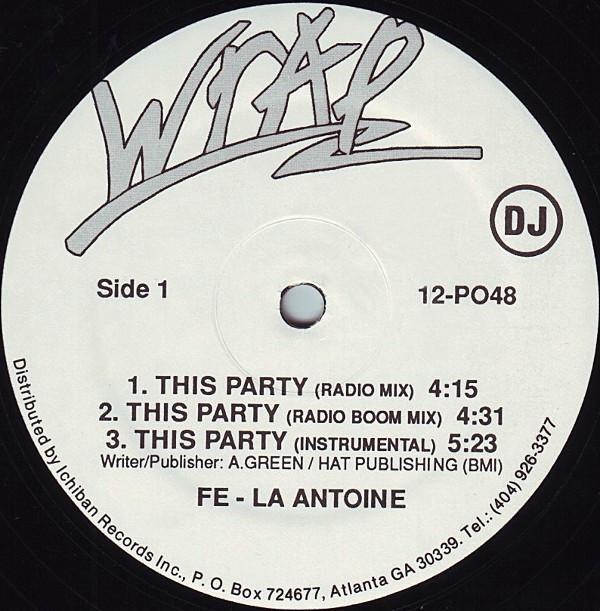 Wrap
DJ
Side 1
12-PO48
1. THIS PARTY (RADIO MIX) 4:15
2. THIS PARTY (RADIO BOOM MIX) 4:31
3. THIS PARTY (INSTRUMENTAL) 5:23
Writer/Publisher: A.GREEN / HAT PUBLISHING (BMI)
FE - LA ANTOINE
Distributed by Ichiban Records Inc., P. O. Box 724677, Atlanta GA 30339. Tel.: (404) 926-3377